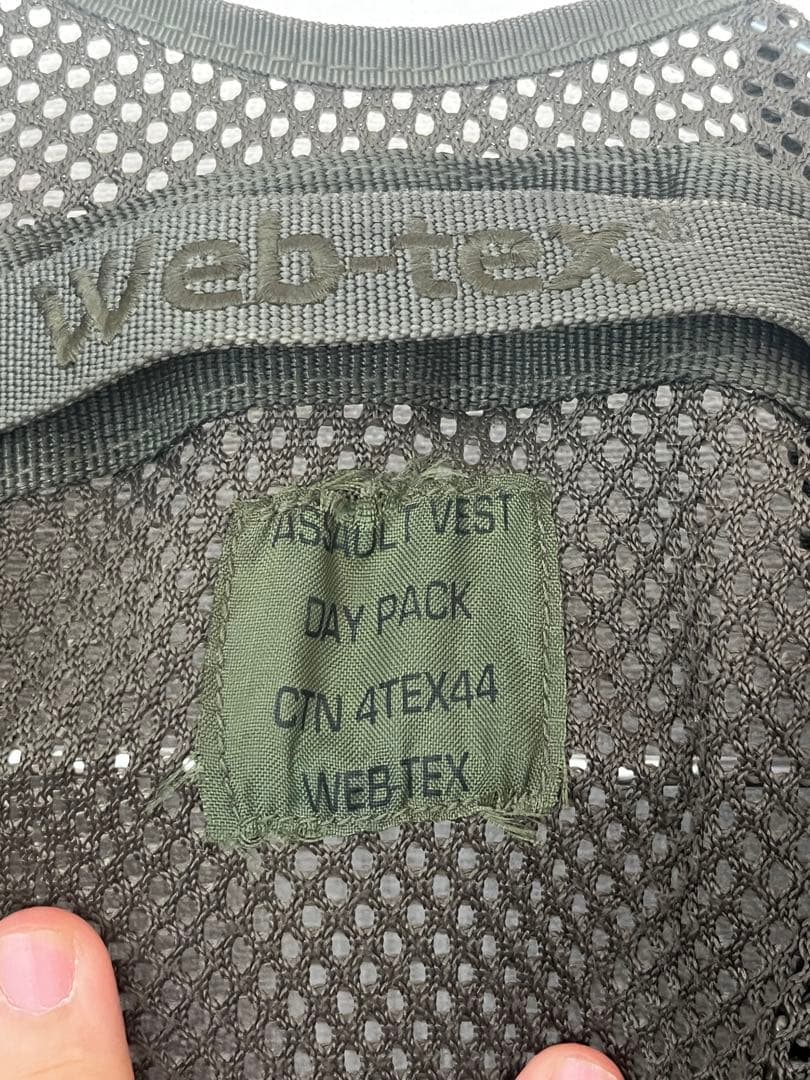 web-tex®
ASSAULT VEST
DAY PACK
CTN 4TEX44
WEB-TEX